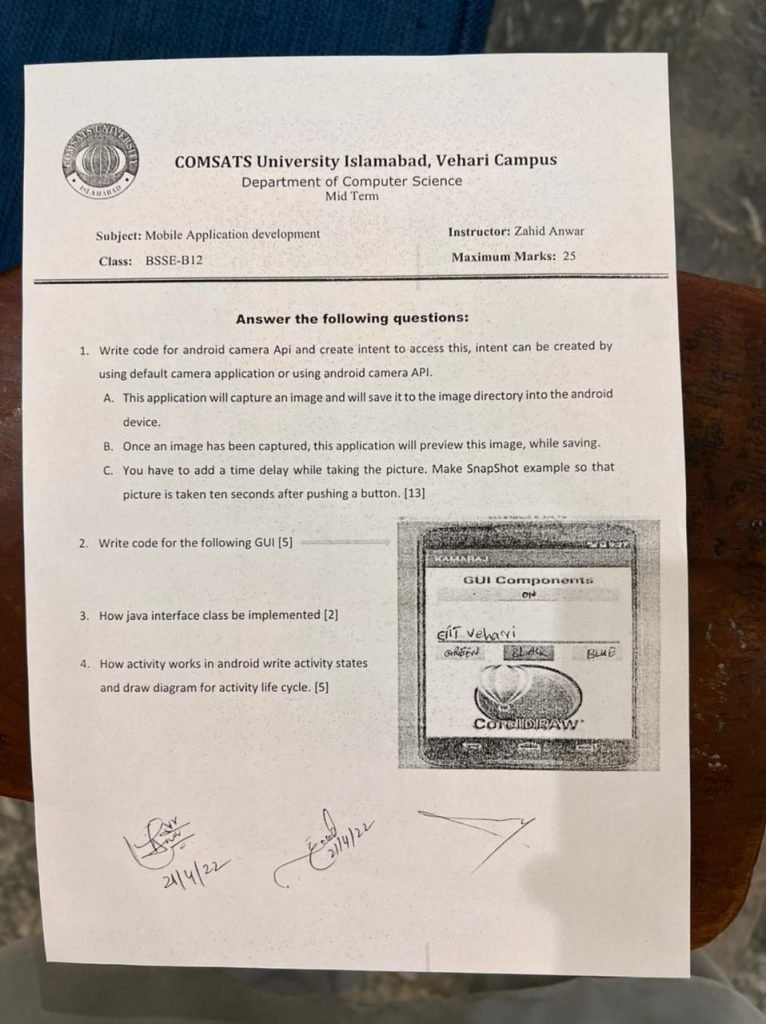 COMSATS UNIVERSITY
ISLAMABAD
COMSATS University Islamabad, Vehari Campus
Department of Computer Science
Mid Term
Subject: Mobile Application development
Instructor: Zahid Anwar
Class: BSSE-B12
Maximum Marks: 25
Answer the following questions:
1. Write code for android camera Api and create intent to access this, intent can be created by
using default camera application or using android camera API.
A. This application will capture an image and will save it to the image directory into the android
device.
B. Once an image has been captured, this application will preview this image, while saving.
C. You have to add a time delay while taking the picture. Make SnapShot example so that
picture is taken ten seconds after pushing a button. [13]
2. Write code for the following GUI [5]
KAMARAJ
GUI Components
ON
3. How java interface class be implemented [2]
Vehari
GREEN BLACK BLUE
4. How activity works in android write activity states
and draw diagram for activity life cycle. [5]
CorelDRAW
21/4/22
21/4/22